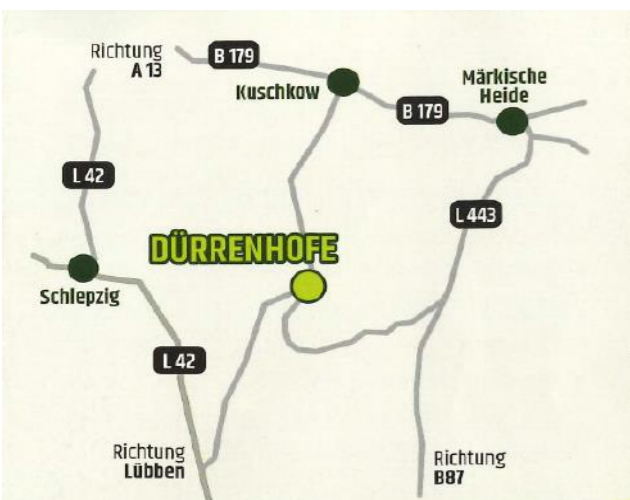 Richtung
A 13
B 179
Kuschkow
Märkische
Heide
B 179
L 42
L 443
DÜRRENHOFE
Schlepzig
L 42
Richtung
Lübben
Richtung
B87